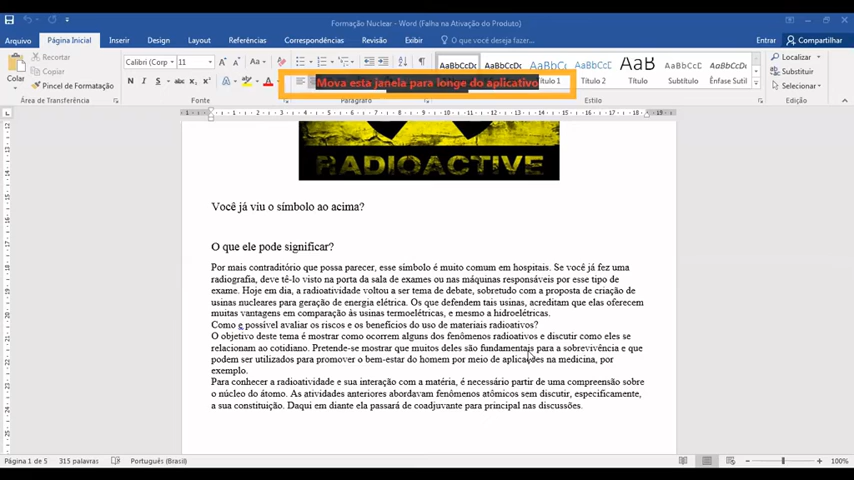 Formação Nuclear - Word (Falha na Ativação do Produto)
Arquivo Página Inicial Inserir Design Layout Referências Correspondências Revisão Exibir O que você deseja fazer... Entrar Compartilhar
Colar Recortar Copiar Pincel de Formatação
Calibri (Corp 11
N I S abc x₂ x²
Mova esta janela para longe do aplicativo
AaBbCcDc AaBbCcDc AaBbCc AaBbCcC AaB AaBbCcC AaBbCcDc
Título 1 Título 2 Título Subtítulo Ênfase Sutil
Localizar Substituir Selecionar
Área de Transferência Fonte Parágrafo Estilo Edição
RADIOACTIVE
Você já viu o símbolo ao acima?
O que ele pode significar?
Por mais contraditório que possa parecer, esse símbolo é muito comum em hospitais. Se você já fez uma
radiografia, deve tê-lo visto na porta da sala de exames ou nas máquinas responsáveis por esse tipo de
exame. Hoje em dia, a radioatividade voltou a ser tema de debate, sobretudo com a proposta de criação de
usinas nucleares para geração de energia elétrica. Os que defendem tais usinas, acreditam que elas oferecem
muitas vantagens em comparação às usinas termoelétricas, e mesmo a hidroelétricas.
Como e possível avaliar os riscos e os benefícios do uso de materiais radioativos?
O objetivo deste tema é mostrar como ocorrem alguns dos fenômenos radioativos e discutir como eles se
relacionam ao cotidiano. Pretende-se mostrar que muitos deles são fundamentais para a sobrevivência e que
podem ser utilizados para promover o bem-estar do homem por meio de aplicações na medicina, por
exemplo.
Para conhecer a radioatividade e sua interação com a matéria, é necessário partir de uma compreensão sobre
o núcleo do átomo. As atividades anteriores abordavam fenômenos atômicos sem discutir, especificamente,
a sua constituição. Daqui em diante ela passará de coadjuvante para principal nas discussões.
Página 1 de 5 315 palavras Português (Brasil) 100%